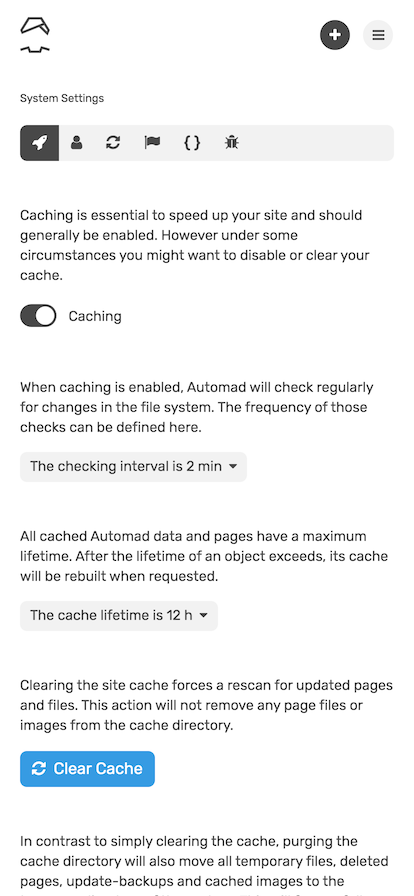 System Settings
Caching is essential to speed up your site and should
generally be enabled. However under some
circumstances you might want to disable or clear your
cache.
Caching
When caching is enabled, Automad will check regularly
for changes in the file system. The frequency of those
checks can be defined here.
The checking interval is 2 min
All cached Automad data and pages have a maximum
lifetime. After the lifetime of an object exceeds, its cache
will be rebuilt when requested.
The cache lifetime is 12 h
Clearing the site cache forces a rescan for updated pages
and files. This action will not remove any page files or
images from the cache directory.
Clear Cache
In contrast to simply clearing the cache, purging the
cache directory will also move all temporary files, deleted
pages, update-backups and cached images to the